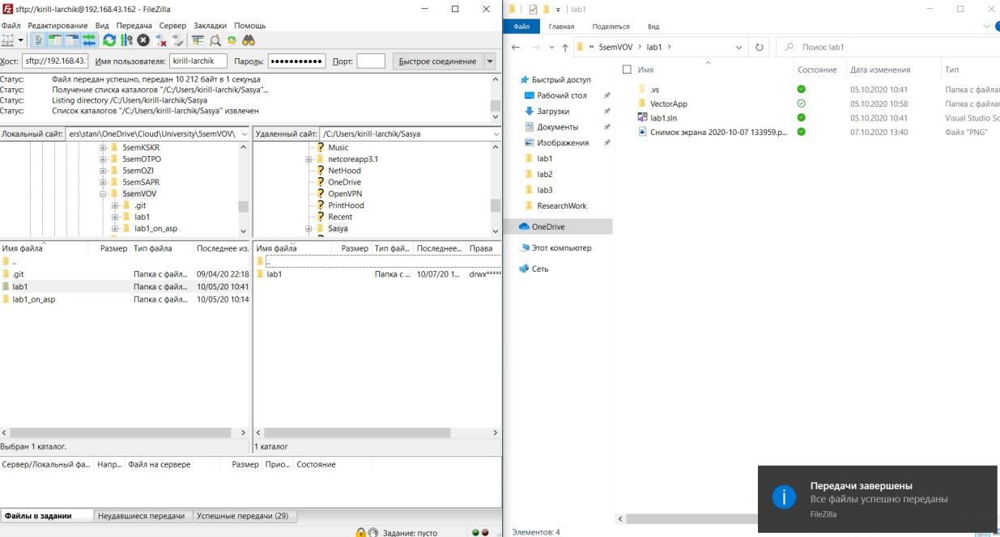 sftp://kirill-larchik@192.168.43.162 - FileZilla
Файл Редактирование Вид Передача Сервер Закладки Помощь
Хост: sftp://192.168.43. Имя пользователя: kirill-larchik Пароль: ●●●●●●●●●●● Порт: Быстрое соединение
Статус: Файл передан успешно, передан 10 212 байт в 1 секунда
Статус: Получение списка каталогов "/C:/Users/kirill-larchik/Sasya"...
Статус: Listing directory /C:/Users/kirill-larchik/Sasya
Статус: Список каталогов "/C:/Users/kirill-larchik/Sasya" извлечен
Локальный сайт: ers\stani\OneDrive\Cloud\University\5semVOV\
5semKSKR
5semOTPO
5semOZI
5semSAPR
5semVOV
.git
lab1
lab1_on_asp
Удаленный сайт: /C:/Users/kirill-larchik/Sasya
Music
netcoreapp3.1
NetHood
OneDrive
OpenVPN
PrintHood
Recent
Sasya
Имя файла Размер Тип файла Последнее из.
..
.git Папка с файл... 09/04/20 22:18
lab1 Папка с файл... 10/05/20 10:41
lab1_on_asp Папка с файл... 10/05/20 10:14
Выбран 1 каталог.
Имя файла Размер Тип фай... Последнее... Права
..
lab1 Папка с ... 10/07/20 1... drwx*****
1 каталог
Сервер/Локальный фа... Напр... Файл на сервере Размер Прио... Состояние
Файлы в задании Неудавшиеся передачи Успешные передачи (29)
Задание: пусто
lab1
Файл Главная Поделиться Вид
« 5semVOV > lab1 > Поиск: lab1
Быстрый доступ
Рабочий стол
Загрузки
Документы
Изображения
lab1
lab2
lab3
ResearchWork
OneDrive
Этот компьютер
Сеть
Имя Состояние Дата изменения Тип
.vs 05.10.2020 10:41 Папка с файлам
VectorApp 05.10.2020 10:58 Папка с файлам
lab1.sln 05.10.2020 10:41 Visual Studio So
Снимок экрана 2020-10-07 133959.p... 07.10.2020 13:40 Файл "PNG"
Передачи завершены
Все файлы успешно переданы
FileZilla
Элементов: 4